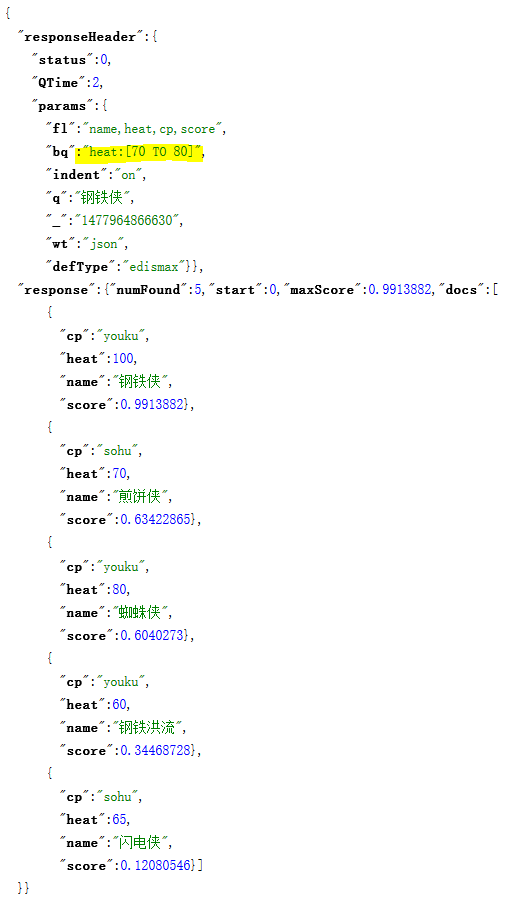 {
"responseHeader":{
"status":0,
"QTime":2,
"params":{
"fl":"name,heat,cp,score",
"bq":"heat:[70 TO 80]",
"indent":"on",
"q":"钢铁侠",
"_":"1477964866630",
"wt":"json",
"defType":"edismax"}},
"response":{"numFound":5,"start":0,"maxScore":0.9913882,"docs":[
{
"cp":"youku",
"heat":100,
"name":"钢铁侠",
"score":0.9913882},
{
"cp":"sohu",
"heat":70,
"name":"煎饼侠",
"score":0.63422865},
{
"cp":"youku",
"heat":80,
"name":"蜘蛛侠",
"score":0.6040273},
{
"cp":"youku",
"heat":60,
"name":"钢铁洪流",
"score":0.34468728},
{
"cp":"sohu",
"heat":65,
"name":"闪电侠",
"score":0.12080546}]
}}